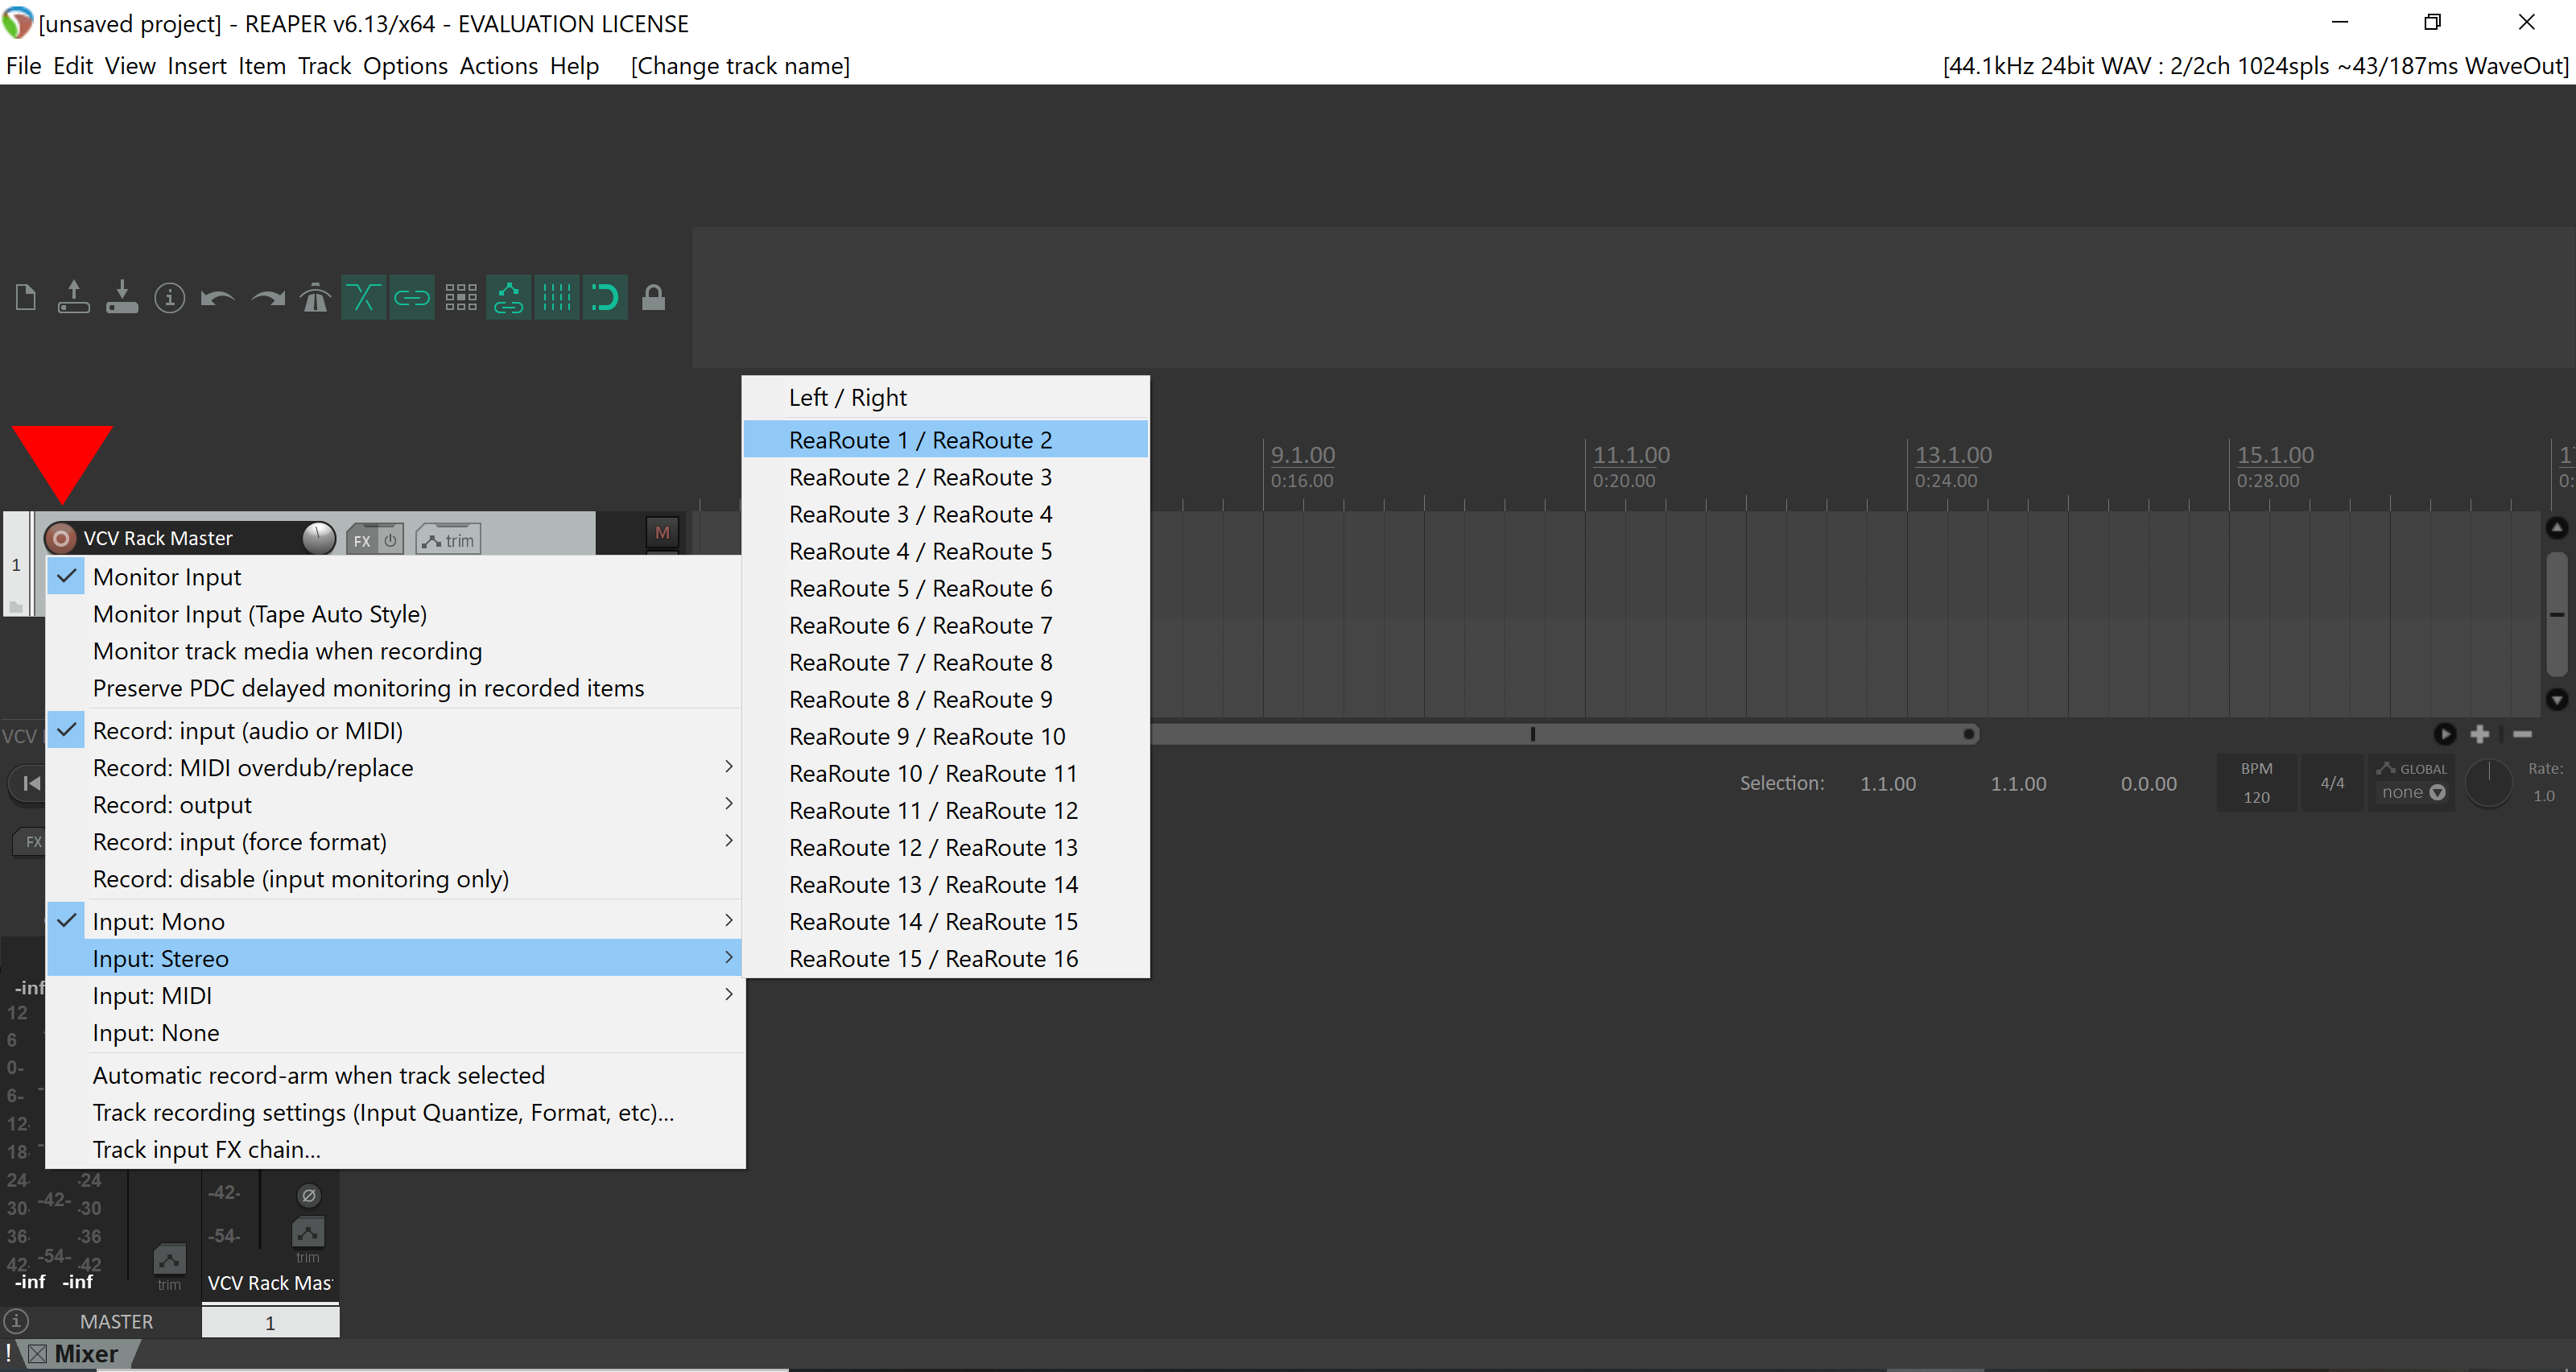 [unsaved project] - REAPER v6.13/x64 - EVALUATION LICENSE
File Edit View Insert Item Track Options Actions Help [Change track name] [44.1kHz 24bit WAV : 2/2ch 1024spls ~43/187ms WaveOut]
Left / Right
ReaRoute 1 / ReaRoute 2
ReaRoute 2 / ReaRoute 3
ReaRoute 3 / ReaRoute 4
ReaRoute 4 / ReaRoute 5
ReaRoute 5 / ReaRoute 6
ReaRoute 6 / ReaRoute 7
ReaRoute 7 / ReaRoute 8
ReaRoute 8 / ReaRoute 9
ReaRoute 9 / ReaRoute 10
ReaRoute 10 / ReaRoute 11
ReaRoute 11 / ReaRoute 12
ReaRoute 12 / ReaRoute 13
ReaRoute 13 / ReaRoute 14
ReaRoute 14 / ReaRoute 15
ReaRoute 15 / ReaRoute 16
9.1.00 11.1.00 13.1.00 15.1.00
0:16.00 0:20.00 0:24.00 0:28.00
1
VCV Rack Master FX trim M
Monitor Input
Monitor Input (Tape Auto Style)
Monitor track media when recording
Preserve PDC delayed monitoring in recorded items
Record: input (audio or MIDI)
Record: MIDI overdub/replace
Record: output
Record: input (force format)
Record: disable (input monitoring only)
Input: Mono
Input: Stereo
Input: MIDI
Input: None
Automatic record-arm when track selected
Track recording settings (Input Quantize, Format, etc)...
Track input FX chain...
VCV
FX
Selection: 1.1.00 1.1.00 0.0.00
BPM
120
4/4
GLOBAL
none
Rate:
1.0
-inf
12
6
0-
6-
12-
18-
24- -24
30- -42- -30
36- -36
42- -54- -42
-inf -inf
trim
-42-
-54-
Ø
trim
VCV Rack Mas
MASTER
1
! Mixer